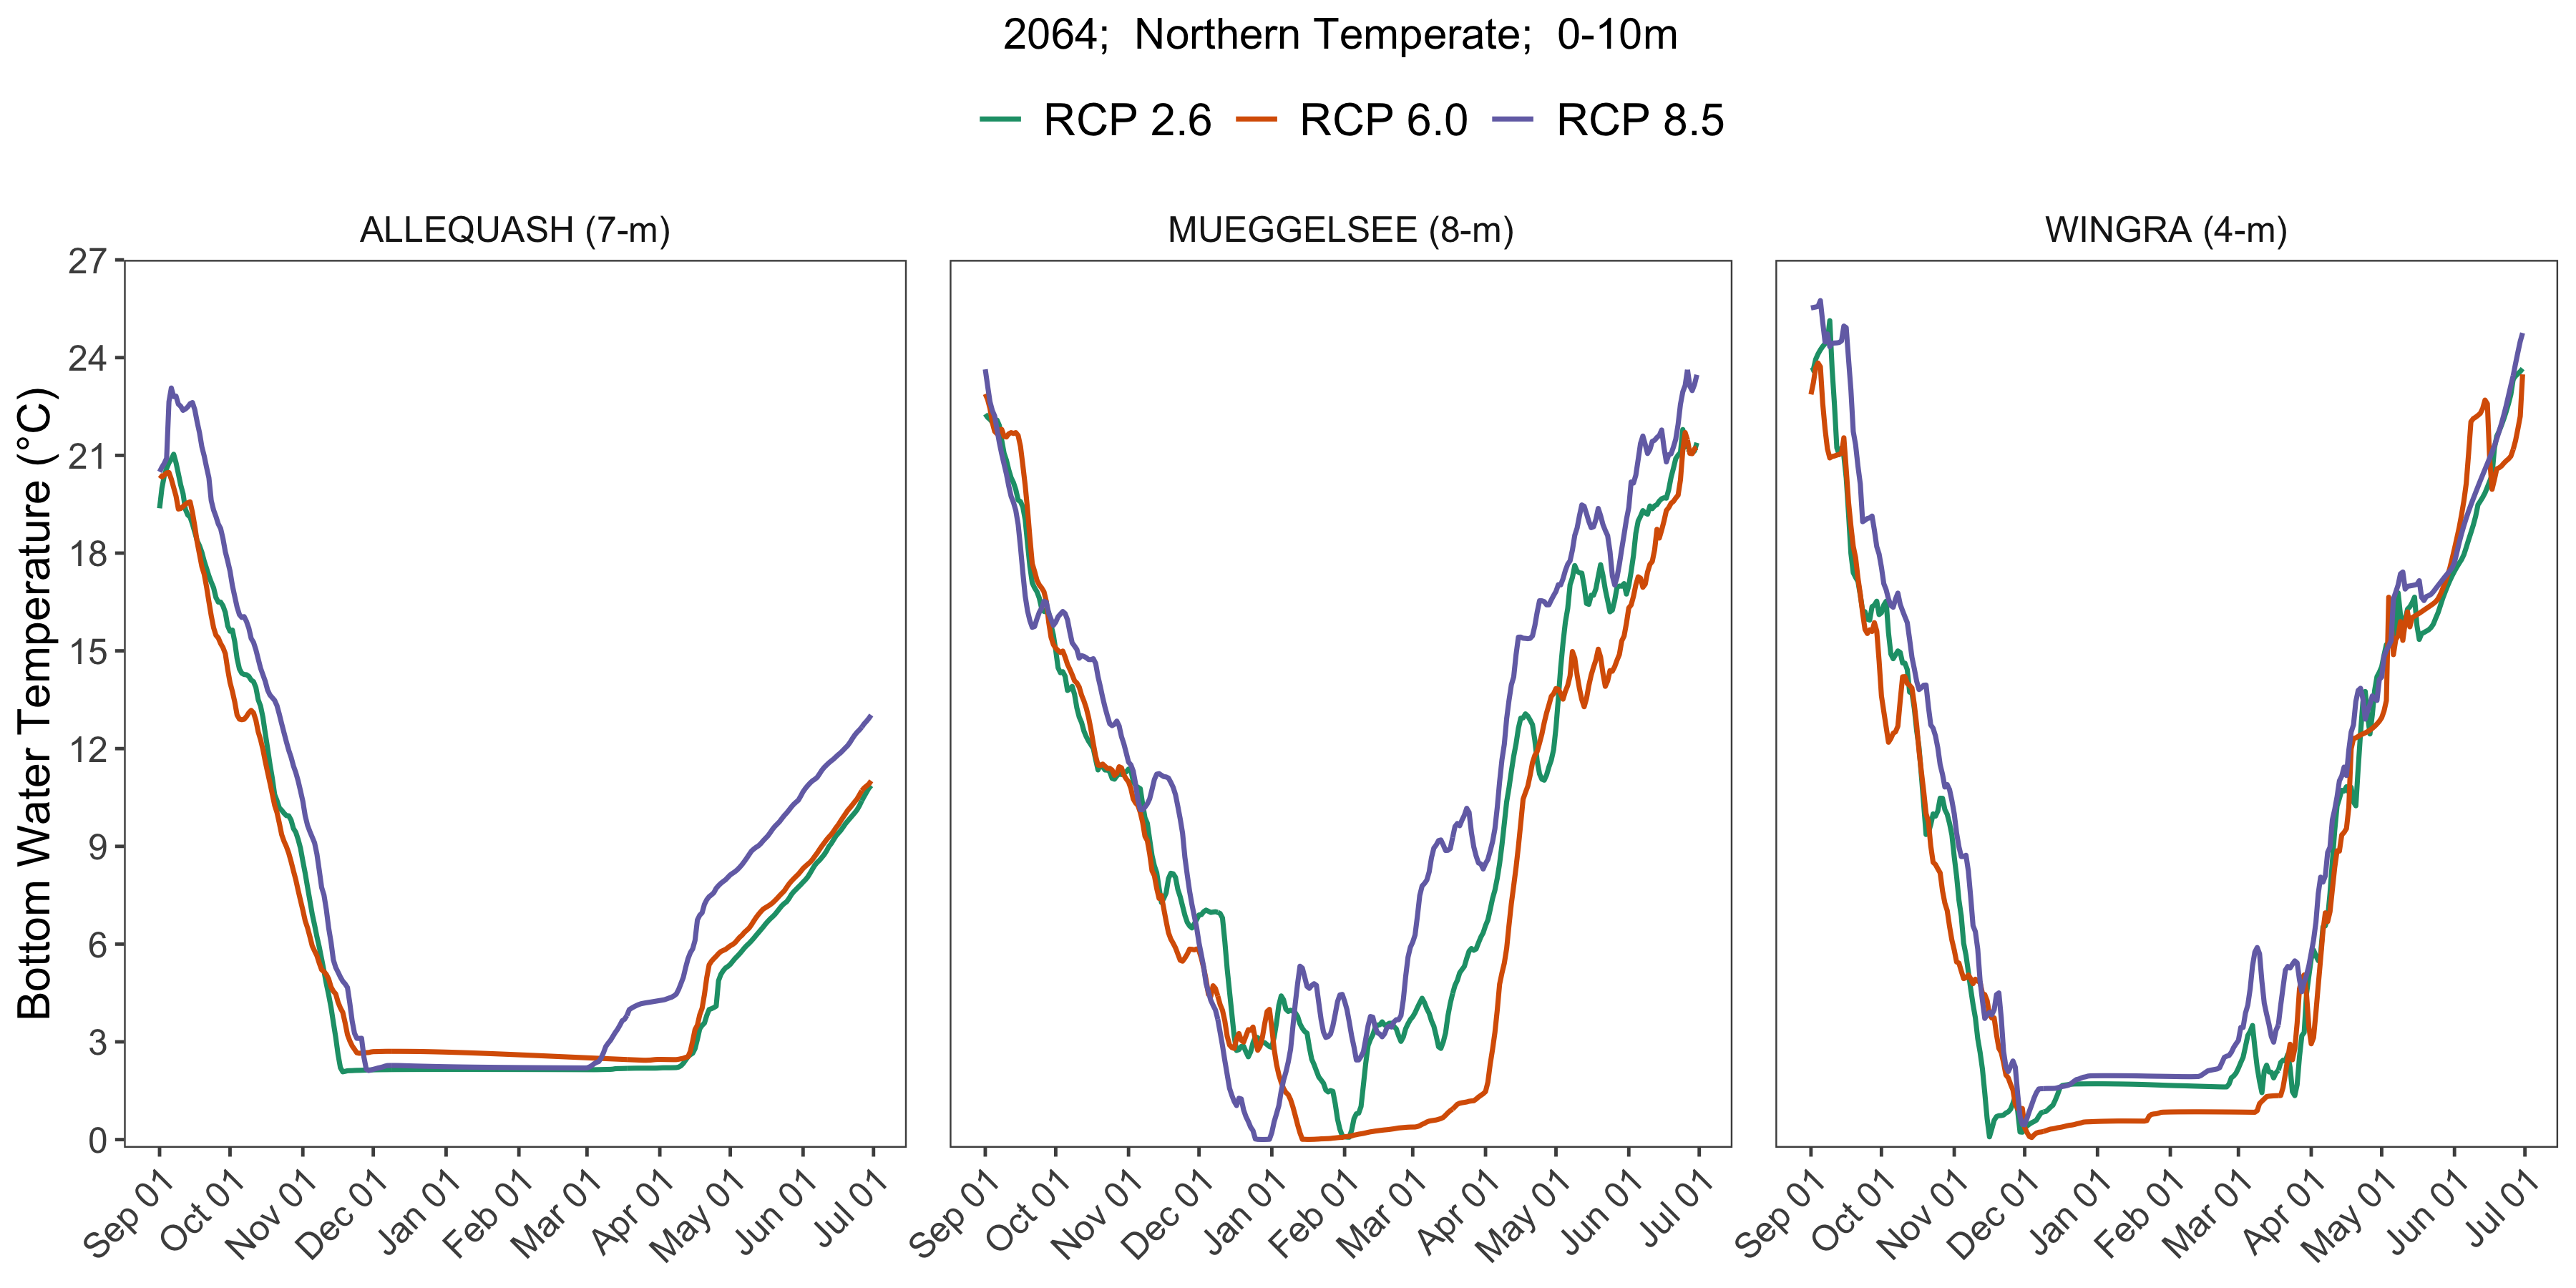 2064;  Northern Temperate;  0-10m
RCP 2.6 RCP 6.0 RCP 8.5
ALLEQUASH (7-m) MUEGGELSEE (8-m) WINGRA (4-m)
Bottom Water Temperature (°C)
27
24
21
18
15
12
9
6
3
0
Sep 01 Oct 01 Nov 01 Dec 01 Jan 01 Feb 01 Mar 01 Apr 01 May 01 Jun 01 Jul 01 Sep 01 Oct 01 Nov 01 Dec 01 Jan 01 Feb 01 Mar 01 Apr 01 May 01 Jun 01 Jul 01 Sep 01 Oct 01 Nov 01 Dec 01 Jan 01 Feb 01 Mar 01 Apr 01 May 01 Jun 01 Jul 01